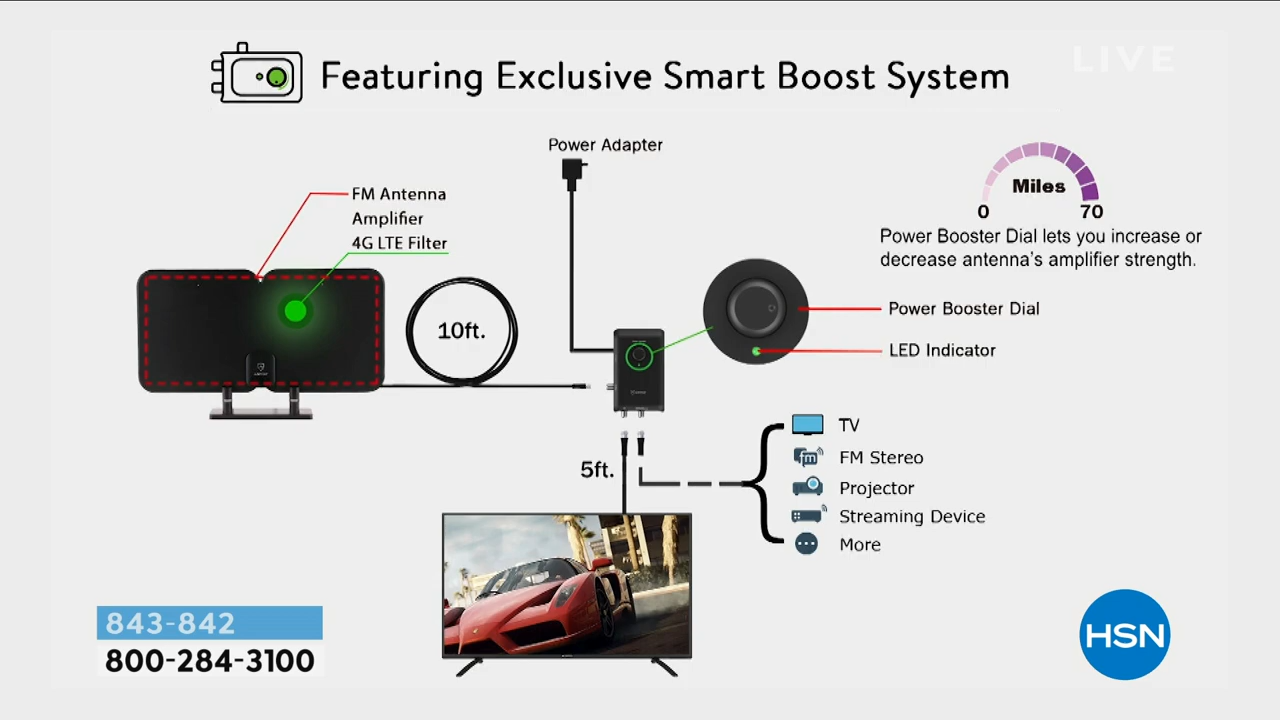 Featuring Exclusive Smart Boost System
LIVE
Power Adapter
FM Antenna
Amplifier
4G LTE Filter
Miles
0
70
Power Booster Dial lets you increase or
decrease antenna's amplifier strength.
10ft.
Power Booster Dial
LED Indicator
5ft.
TV
fm
FM Stereo
Projector
Streaming Device
More
843-842
800-284-3100
HSN